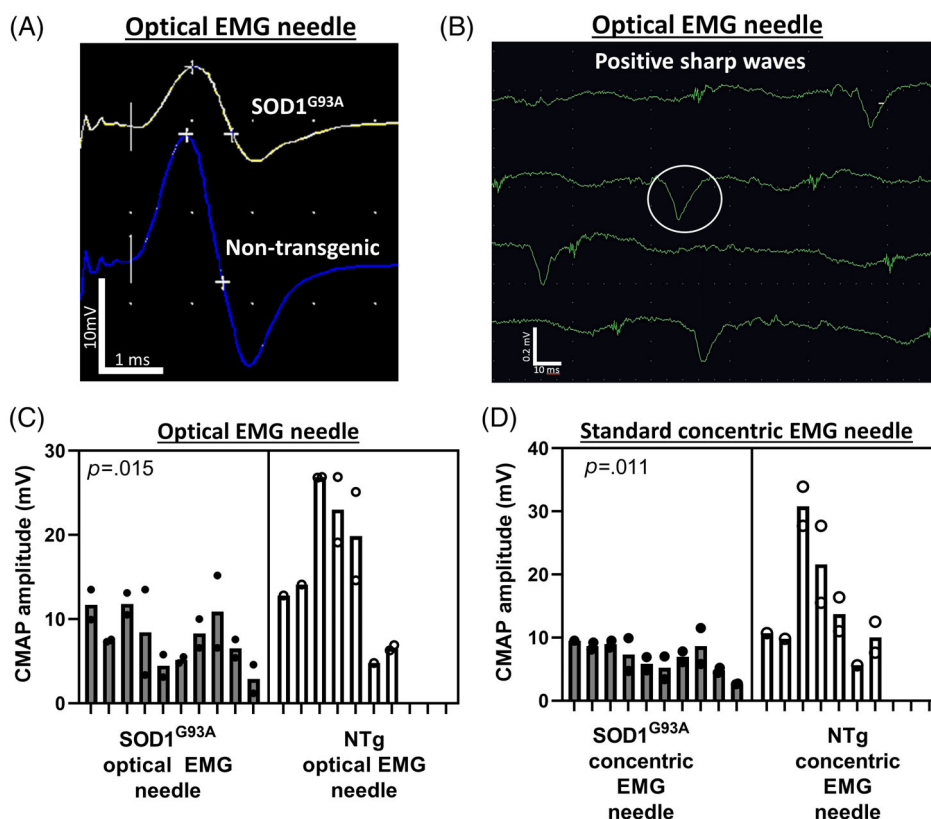 (A)
Optical EMG needle
SOD1G93A
Non-transgenic
10mV
1 ms
(B)
Optical EMG needle
Positive sharp waves
0.2 mV
10 ms
(C)
Optical EMG needle
p=.015
CMAP amplitude (mV)
30
20
10
0
SOD1G93A
optical EMG
needle
NTg
optical EMG
needle
(D)
Standard concentric EMG needle
p=.011
CMAP amplitude (mV)
40
30
20
10
0
SOD1G93A
concentric
EMG
needle
NTg
concentric
EMG
needle